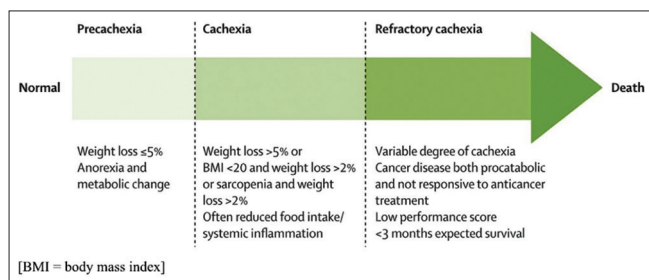 Precachexia
Cachexia
Refractory cachexia
Normal
Death
Weight loss ≤5%
Anorexia and
metabolic change
Weight loss >5% or
BMI <20 and weight loss >2%
or sarcopenia and weight
loss >2%
Often reduced food intake/
systemic inflammation
Variable degree of cachexia
Cancer disease both procatabolic
and not responsive to anticancer
treatment
Low performance score
<3 months expected survival
[BMI = body mass index]